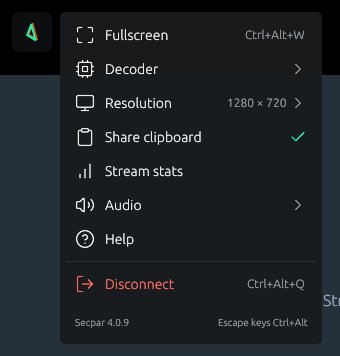 Fullscreen Ctrl+Alt+W
Decoder
Resolution 1280 × 720
Share clipboard
Stream stats
Audio
Help
Disconnect Ctrl+Alt+Q
Str
Secpar 4.0.9 Escape keys Ctrl+Alt